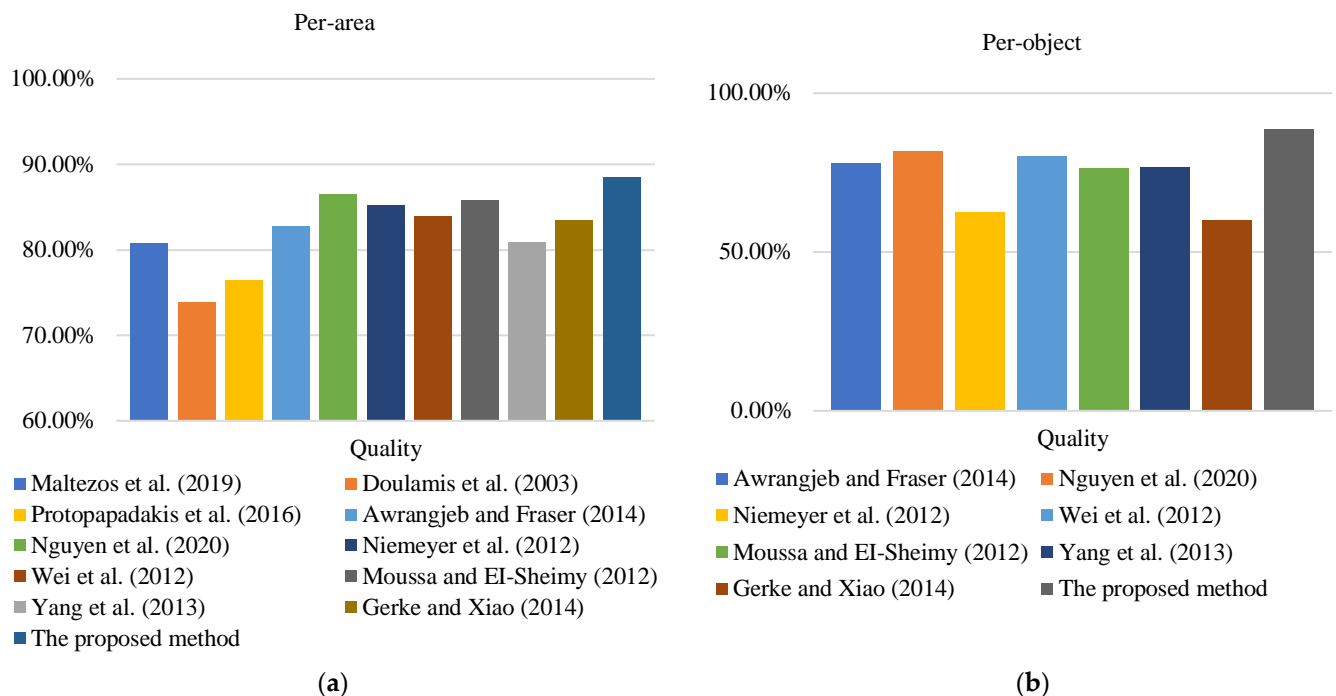 Per-area
100.00%
90.00%
80.00%
70.00%
60.00%
Quality
Maltezos et al. (2019) Doulamis et al. (2003)
Protopapadakis et al. (2016) Awrangjeb and Fraser (2014)
Nguyen et al. (2020) Niemeyer et al. (2012)
Wei et al. (2012) Moussa and EI-Sheimy (2012)
Yang et al. (2013) Gerke and Xiao (2014)
The proposed method
(a)
Per-object
100.00%
50.00%
0.00%
Quality
Awrangjeb and Fraser (2014) Nguyen et al. (2020)
Niemeyer et al. (2012) Wei et al. (2012)
Moussa and EI-Sheimy (2012) Yang et al. (2013)
Gerke and Xiao (2014) The proposed method
(b)